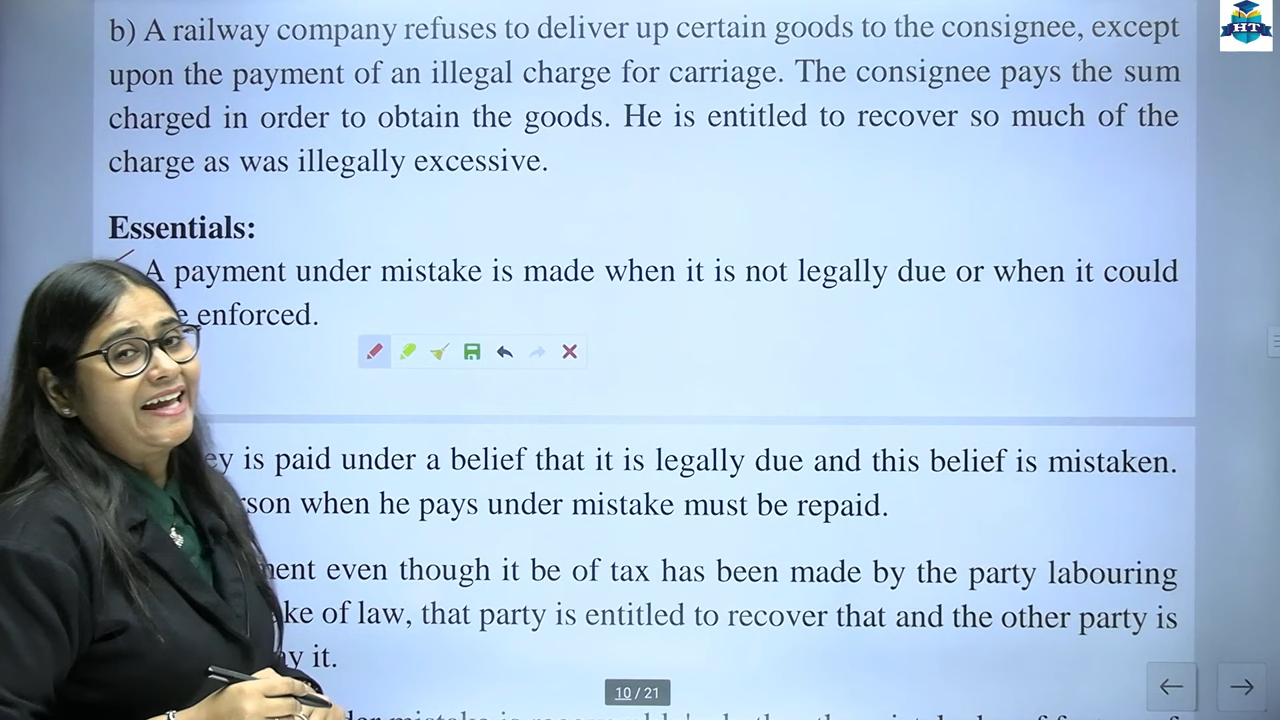 b) A railway company refuses to deliver up certain goods to the consignee, except
upon the payment of an illegal charge for carriage. The consignee pays the sum
charged in order to obtain the goods. He is entitled to recover so much of the
charge as was illegally excessive.
Essentials:
A payment under mistake is made when it is not legally due or when it could
enforced.
is paid under a belief that it is legally due and this belief is mistaken.
when he pays under mistake must be repaid.
even though it be of tax has been made by the party labouring
of law, that party is entitled to recover that and the other party is
it.
10 / 21
HT